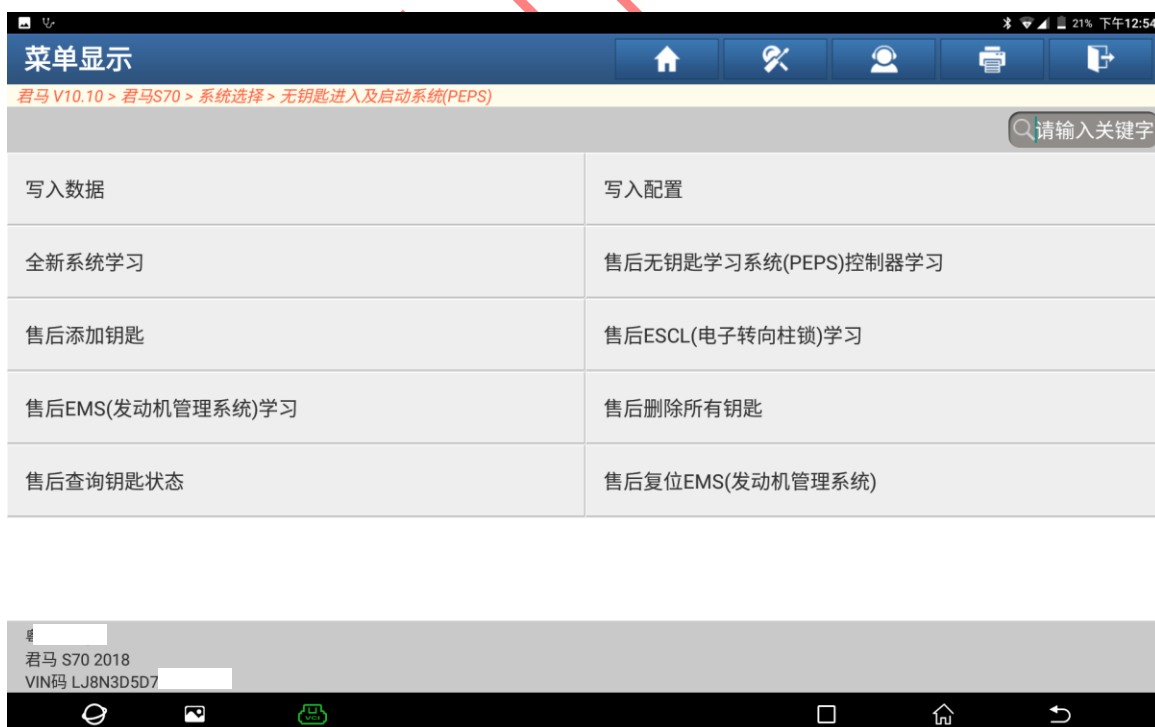 21% 下午12:54
菜单显示
君马 V10.10 > 君马S70 > 系统选择 > 无钥匙进入及启动系统(PEPS)
请输入关键字
写入数据 写入配置
全新系统学习 售后无钥匙学习系统(PEPS)控制器学习
售后添加钥匙 售后ESCL(电子转向柱锁)学习
售后EMS(发动机管理系统)学习 售后删除所有钥匙
售后查询钥匙状态 售后复位EMS(发动机管理系统)
君马 S70 2018
VIN码 LJ8N3D5D7
VCI